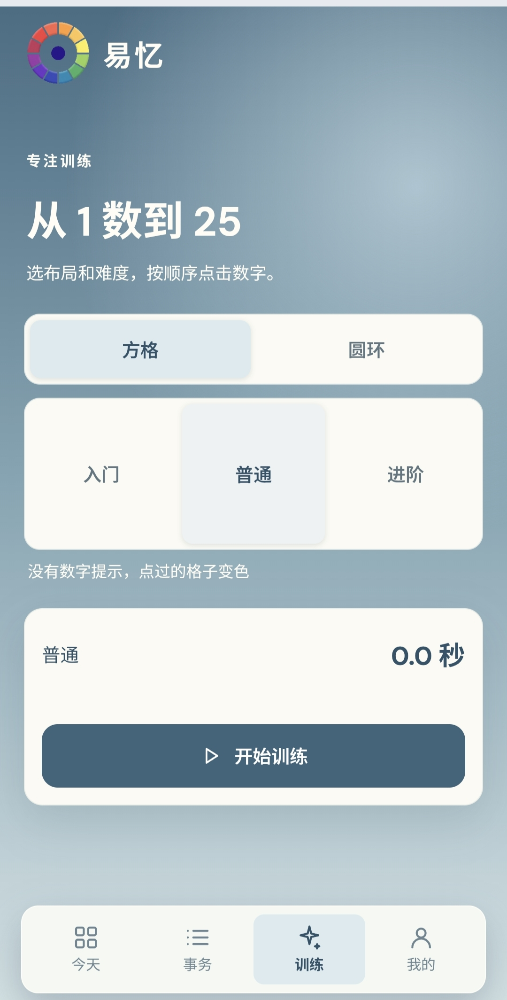 易忆
专注训练
从 1 数到 25
选布局和难度，按顺序点击数字。
方格 圆环
入门 普通 进阶
没有数字提示，点过的格子变色
普通 0.0 秒
开始训练
今天 事务 训练 我的